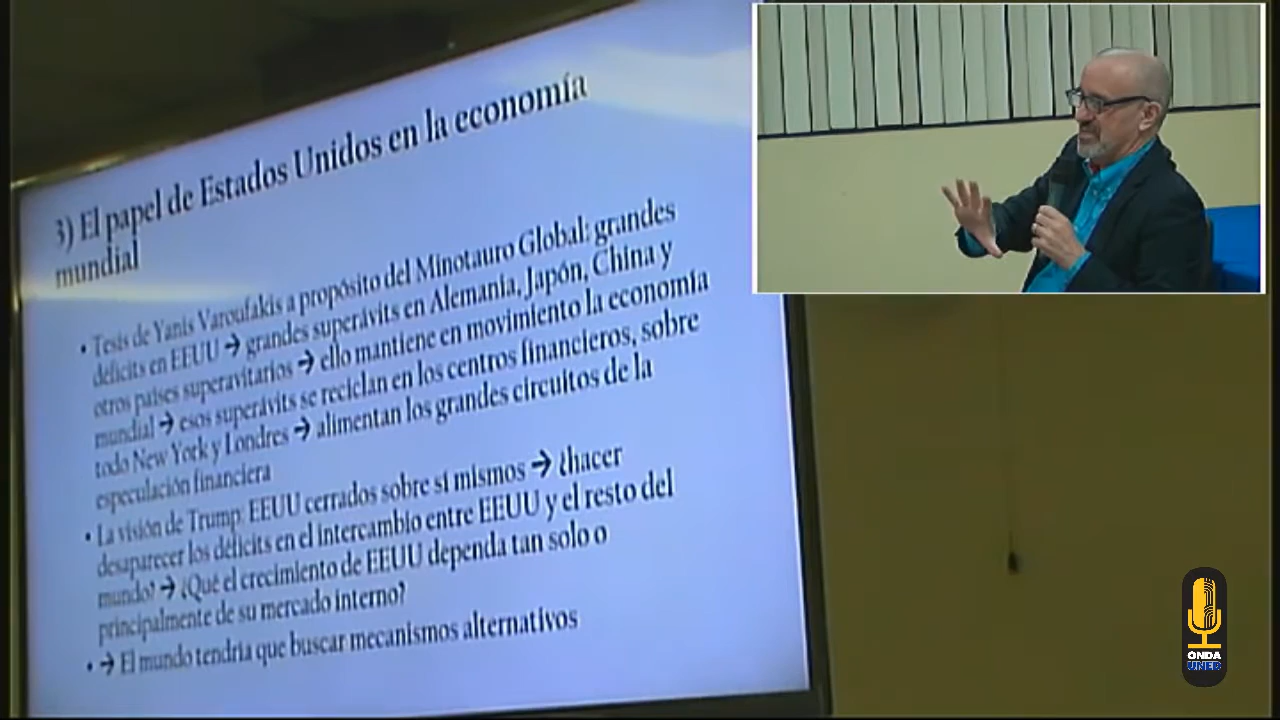 3) El papel de Estados Unidos en la economía
mundial
• Tesis de Yanis Varoufakis a propósito del Minotauro Global: grandes
déficits en EEUU → grandes superávits en Alemania, Japón, China y
otros países superavitarios → ello mantiene en movimiento la economía
mundial → esos superávits se reciclan en los centros financieros, sobre
todo New York y Londres → alimentan los grandes circuitos de la
especulación financiera
• La visión de Trump: EEUU cerrados sobre sí mismos → ¿hacer
desaparecer los déficits en el intercambio entre EEUU y el resto del
mundo? → ¿Qué el crecimiento de EEUU dependa tan solo o
principalmente de su mercado interno?
• → El mundo tendría que buscar mecanismos alternativos
ONDA
UNED